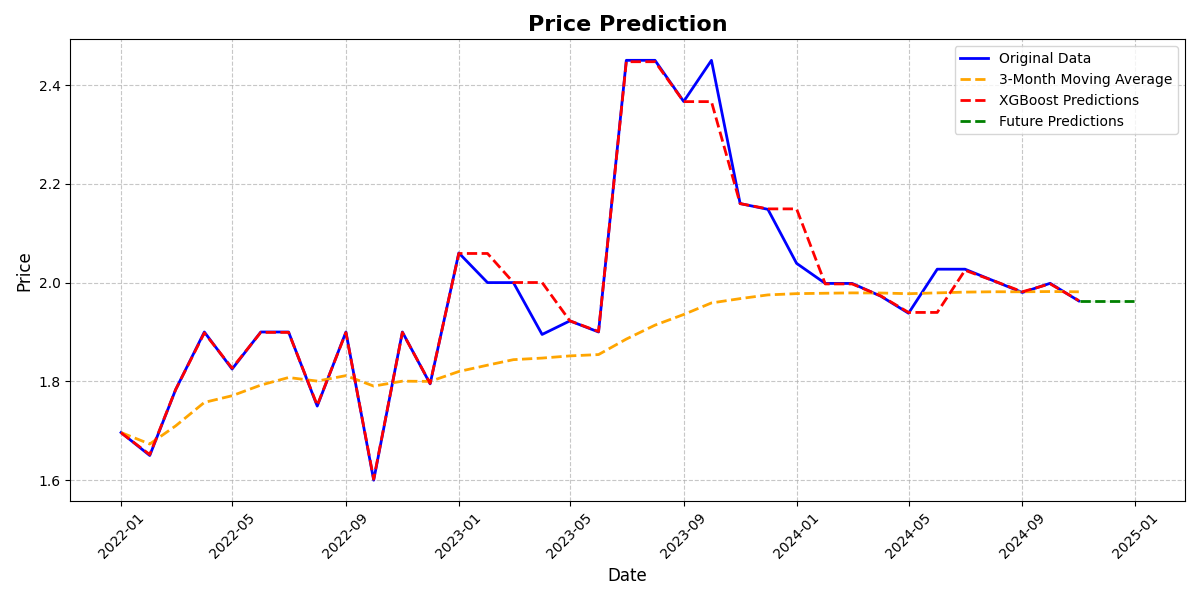 Price Prediction
Original Data
3-Month Moving Average
XGBoost Predictions
Future Predictions
Price
2.4
2.2
2.0
1.8
1.6
2022-01
2022-05
2022-09
2023-01
2023-05
2023-09
2024-01
2024-05
2024-09
2025-01
Date